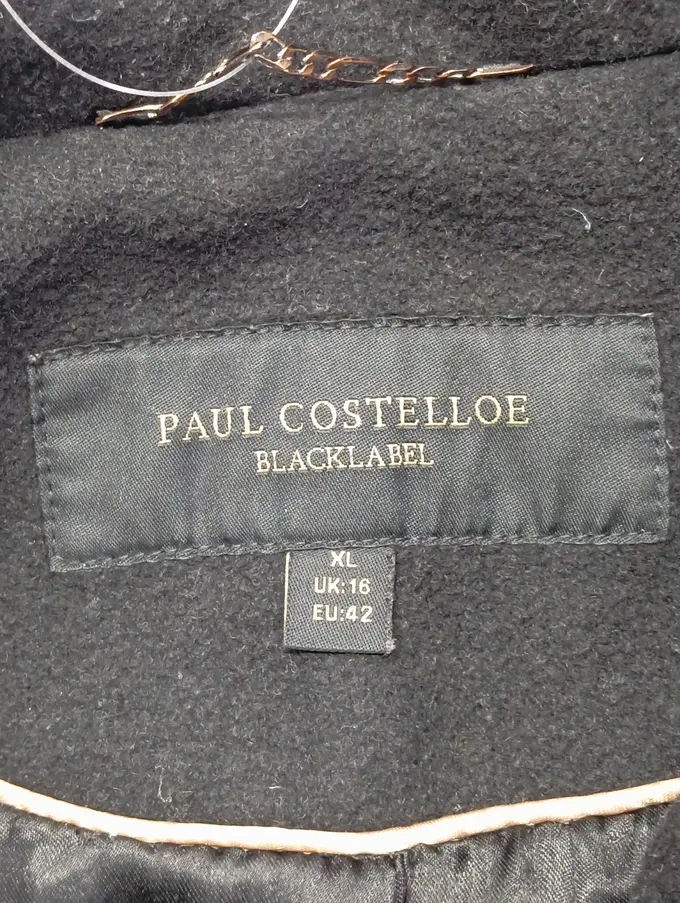 PAUL COSTELLOE
BLACKLABEL
XL
UK:16
EU:42